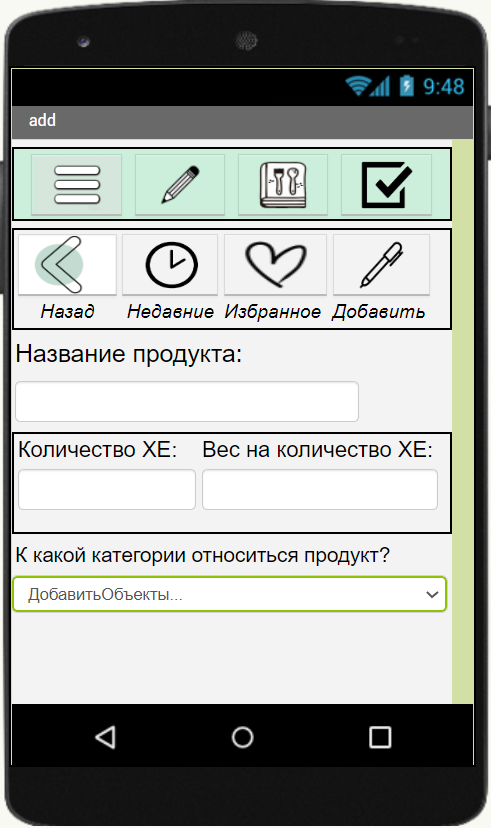 9:48
add
Назад Недавние Избранное Добавить
Название продукта:
Количество ХЕ: Вес на количество ХЕ:
К какой категории относиться продукт?
ДобавитьОбъекты...